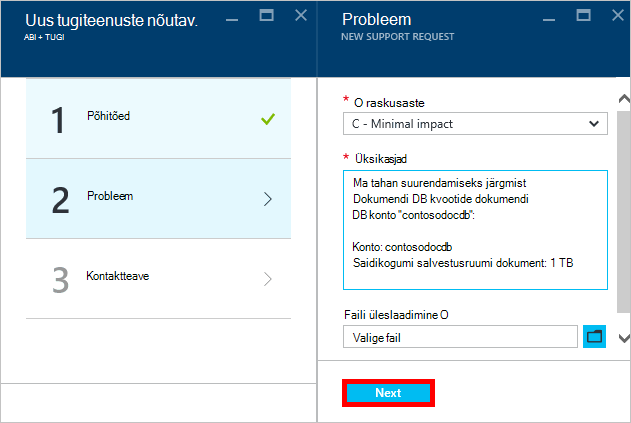 Uus tugiteenuste nõutav.
ABI + TUGI
1 Põhitõed
2 Probleem
3 Kontaktteave
Probleem
NEW SUPPORT REQUEST
* O raskusaste
C - Minimal impact
* Üksikasjad
Ma tahan suurendamiseks järgmist
Dokumendi DB kvootide dokumendi
DB konto "contosodocdb":
Konto: contosodocdb
Saidikogumi salvestusruumi dokument: 1 TB
Faili üleslaadimine O
Valige fail
Next